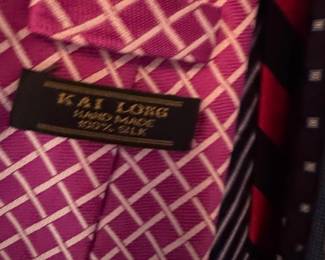 KAI LONG
HAND MADE
100% SILK